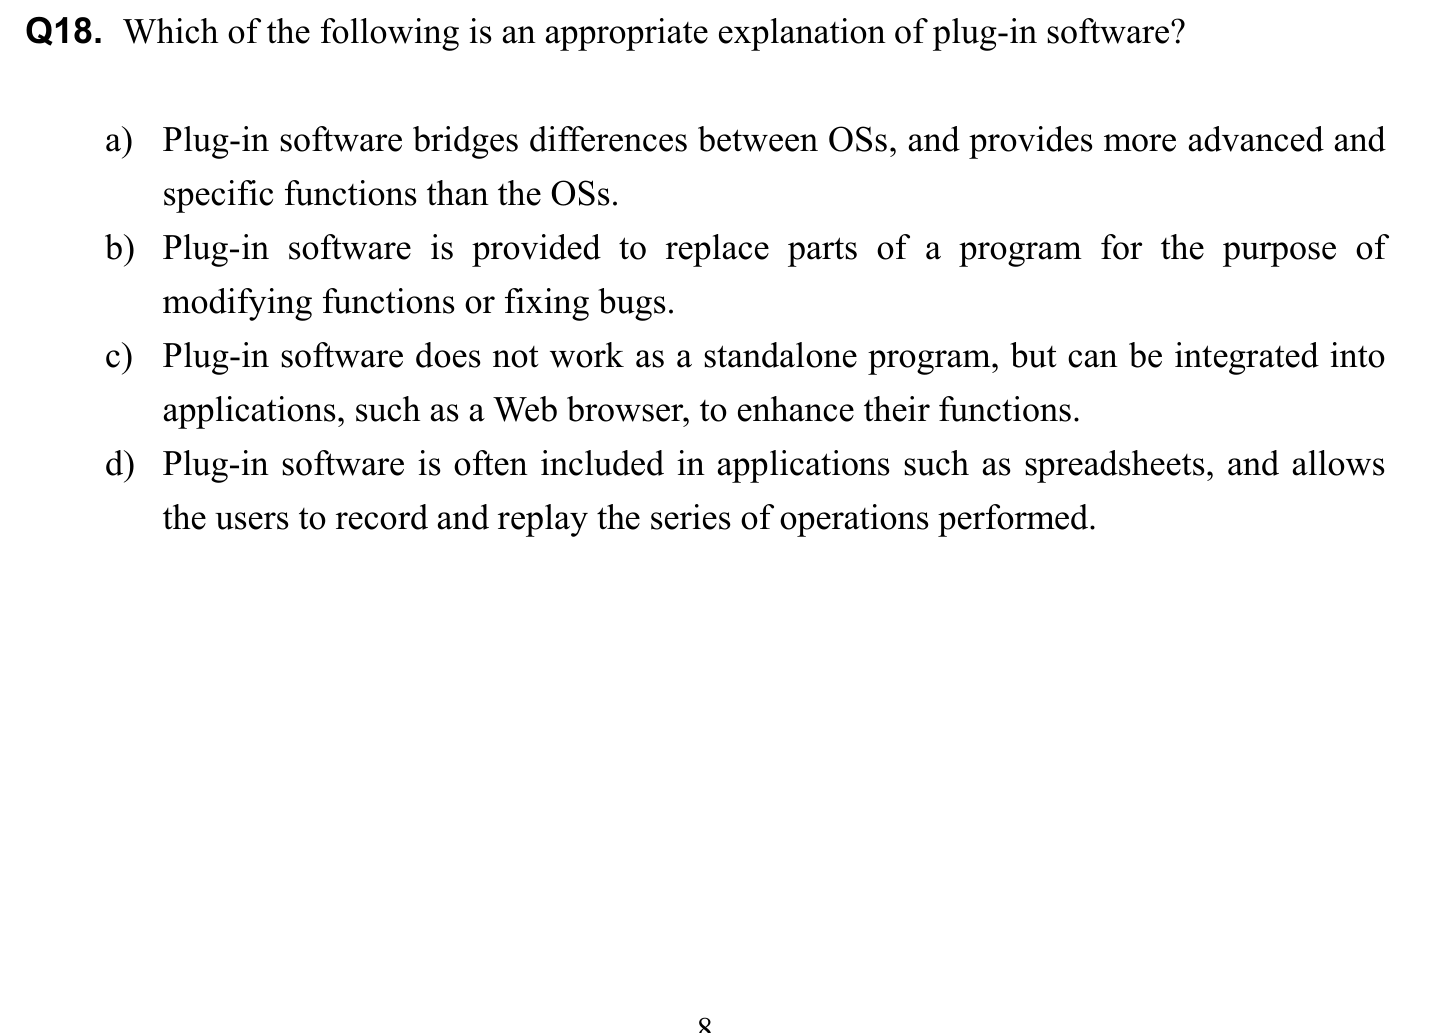 Q18. Which of the following is an appropriate explanation of plug-in software?
a) Plug-in software bridges differences between OSs, and provides more advanced and
specific functions than the OSs.
b) Plug-in software is provided to replace parts of a program for the purpose of
modifying functions or fixing bugs.
c) Plug-in software does not work as a standalone program, but can be integrated into
applications, such as a Web browser, to enhance their functions.
d) Plug-in software is often included in applications such as spreadsheets, and allows
the users to record and replay the series of operations performed.
8